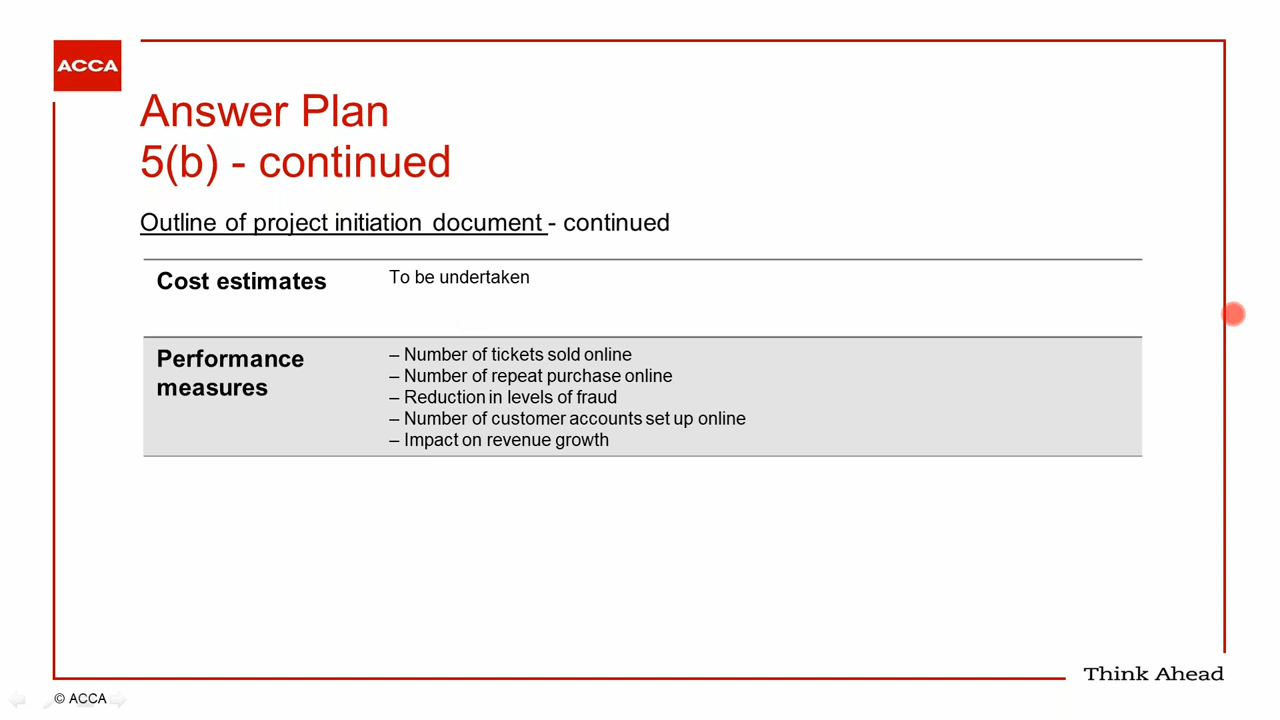 ACCA
Answer Plan
5(b) - continued
Outline of project initiation document - continued
Cost estimates
To be undertaken
Performance
measures
– Number of tickets sold online
– Number of repeat purchase online
– Reduction in levels of fraud
– Number of customer accounts set up online
– Impact on revenue growth
Think Ahead
© ACCA